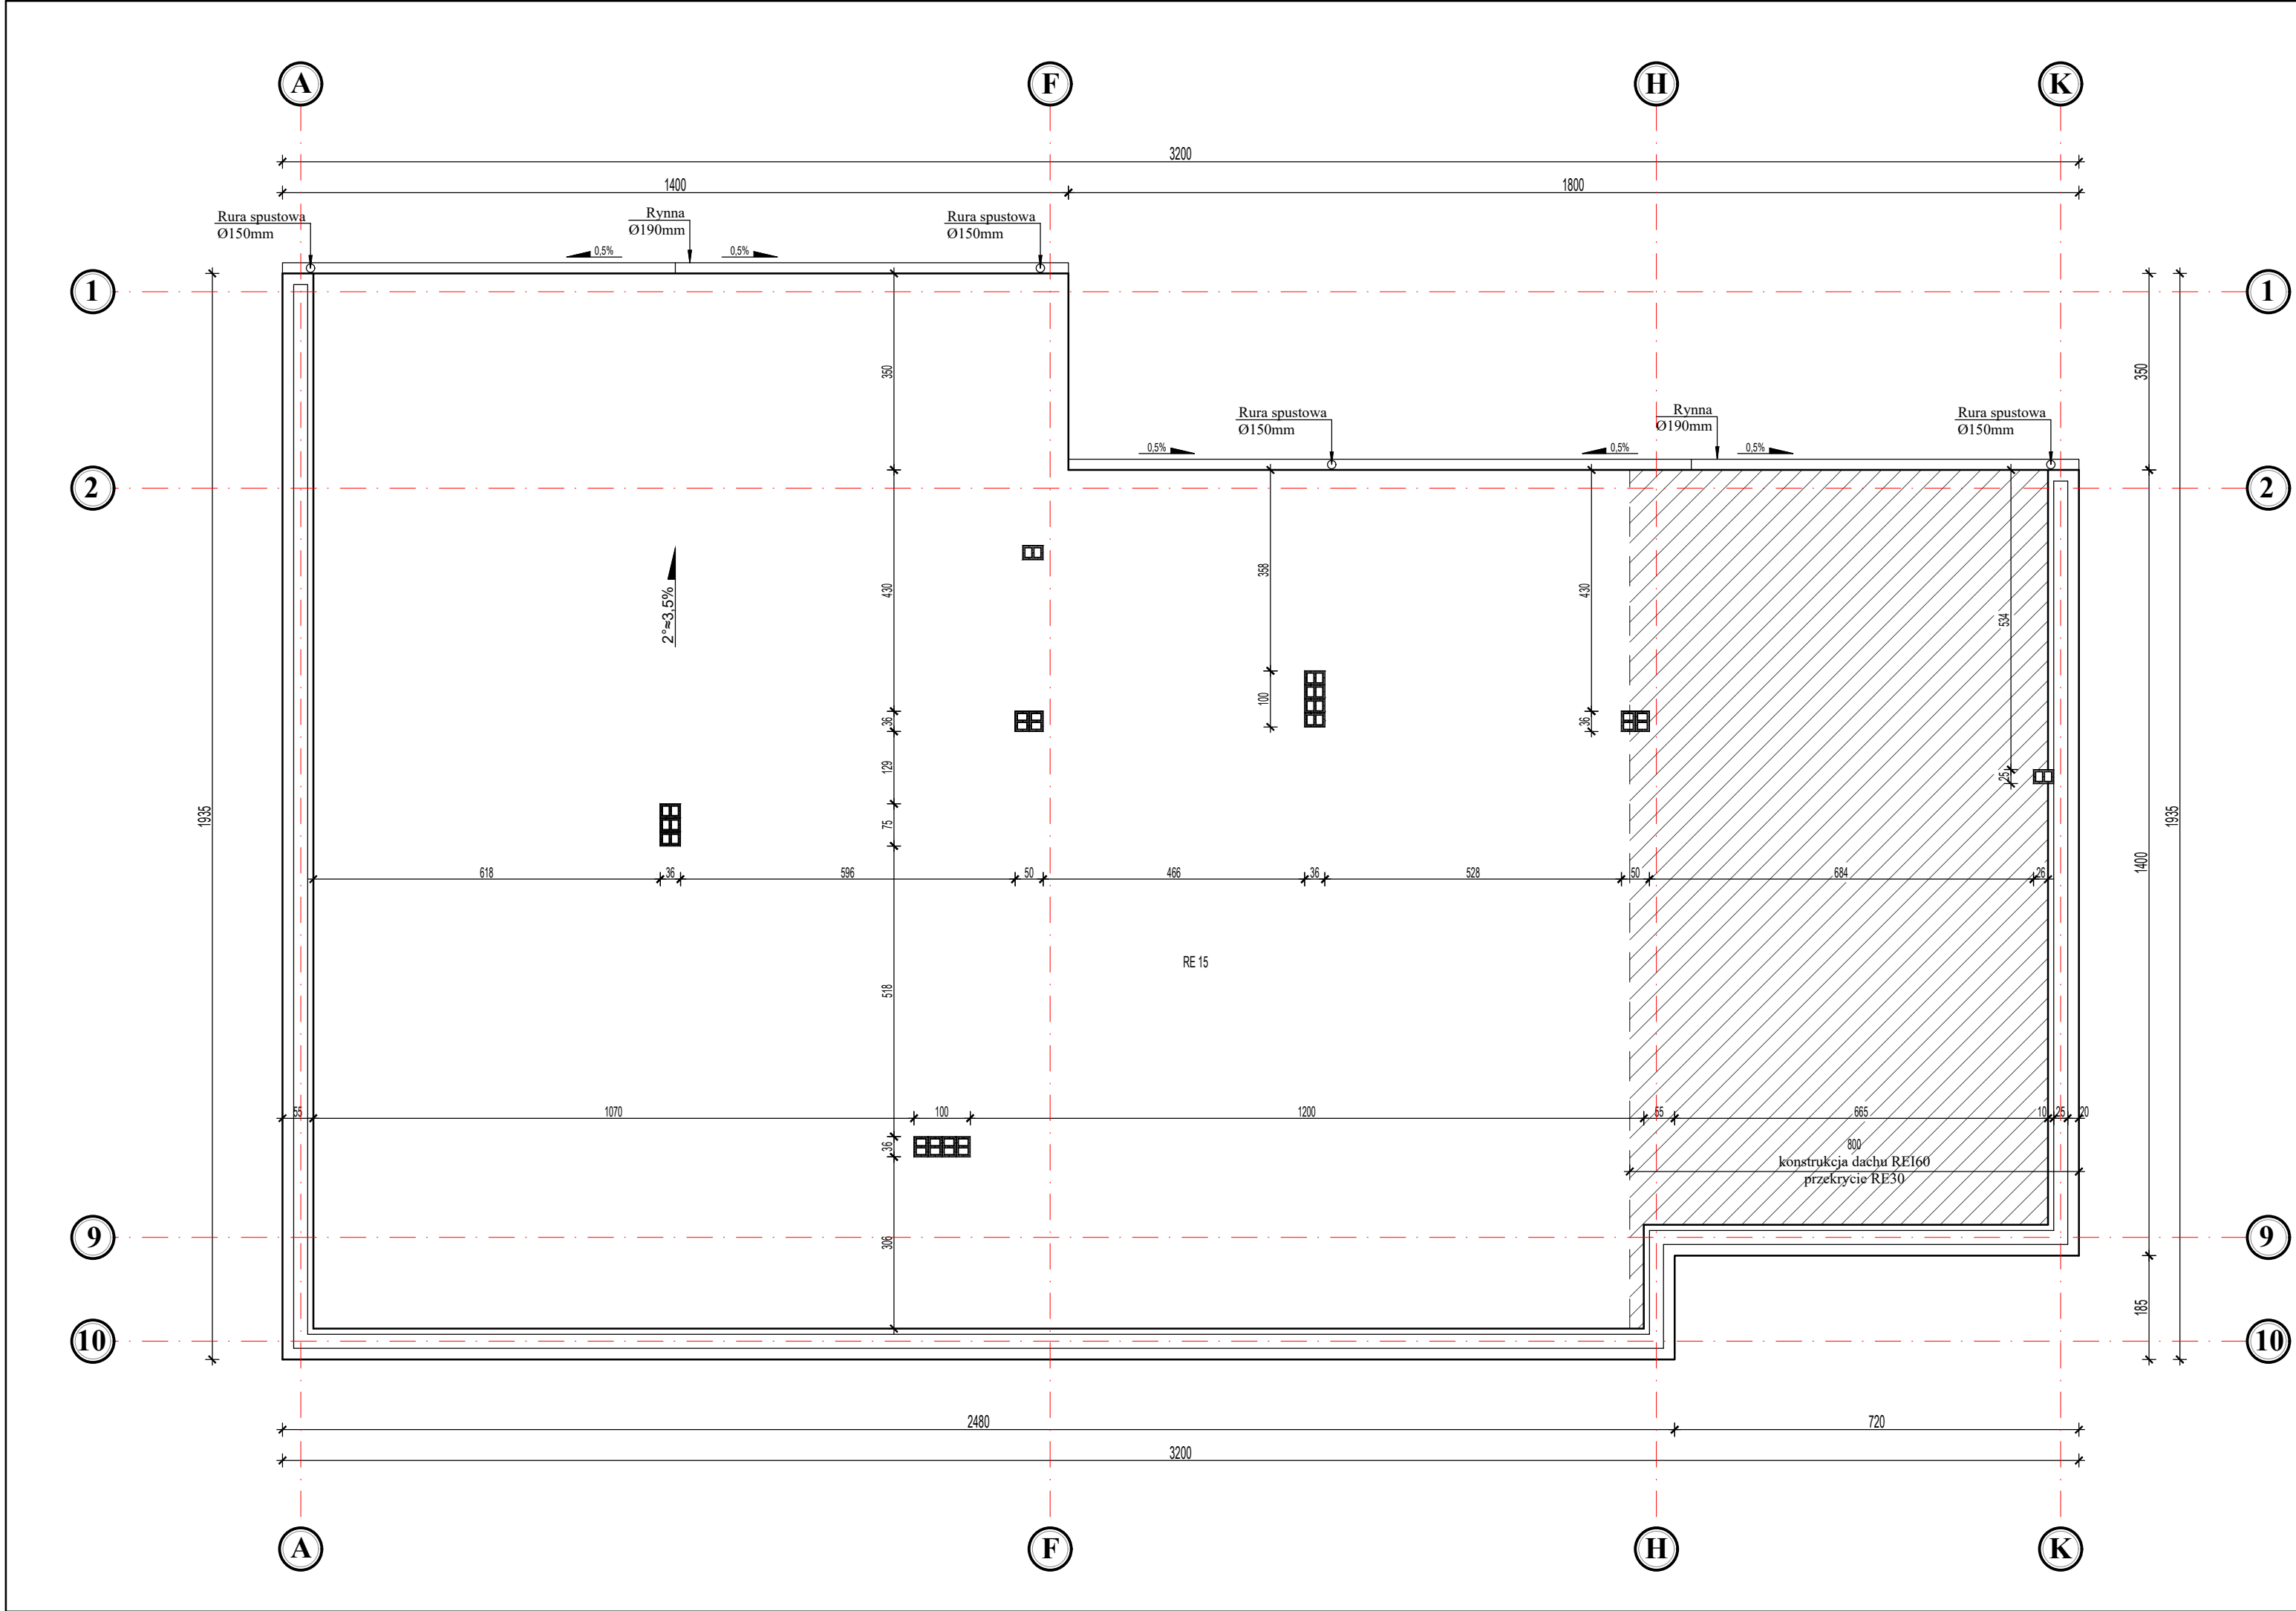 A F H K
3200
1400 1800
Rura spustowa
Ø150mm
Rynna
Ø190mm
Rura spustowa
Ø150mm
0,5% 0,5%
1 1
350
350
Rura spustowa
Ø150mm
Rynna
Ø190mm
Rura spustowa
Ø150mm
0,5% 0,5% 0,5%
2 2
2°≈3,5%
430
358
430
534
100
36
36
129
25
75
1935
1935
1400
618 36 596 50 466 36 528 50 684 26
RE 15
518
55 1070 100 1200 55 665 10 25 20
36
800
konstrukcja dachu REI60
przekrycie RE30
9 9
306
185
10 10
2480 720
3200
A F H K